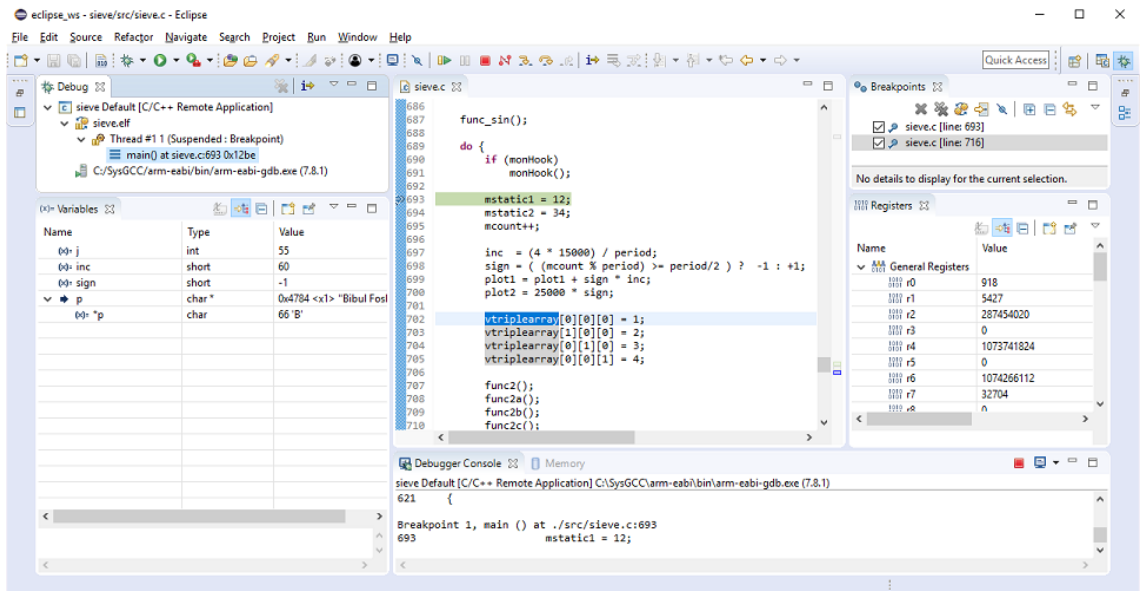 eclipse_ws - sieve/src/sieve.c - Eclipse
File Edit Source Refactor Navigate Search Project Run Window Help
Quick Access
Debug
sieve Default [C/C++ Remote Application]
sieve.elf
Thread #1 1 (Suspended : Breakpoint)
main() at sieve.c:693 0x12be
C:/SysGCC/arm-eabi/bin/arm-eabi-gdb.exe (7.8.1)
(x)= Variables
Name Type Value
(x)= j int 55
(x)= inc short 60
(x)= sign short -1
p char * 0x4784 <x1> "Bibul Fosl
(x)= *p char 66 'B'
sieve.c
686
687 func_sin();
688
689 do {
690 if (monHook)
691 monHook();
692
693 mstatic1 = 12;
694 mstatic2 = 34;
695 mcount++;
696
697 inc = (4 * 15000) / period;
698 sign = ( (mcount % period) >= period/2 ) ? -1 : +1;
699 plot1 = plot1 + sign * inc;
700 plot2 = 25000 * sign;
701
702 vtriplearray[0][0][0] = 1;
703 vtriplearray[1][0][0] = 2;
704 vtriplearray[0][1][0] = 3;
705 vtriplearray[0][0][1] = 4;
706
707 func2();
708 func2a();
709 func2b();
710 func2c();
Breakpoints
sieve.c [line: 693]
sieve.c [line: 716]
No details to display for the current selection.
Registers
Name Value
General Registers
r0 918
r1 5427
r2 287454020
r3 0
r4 1073741824
r5 0
r6 1074266112
r7 32704
r8 0
Debugger Console Memory
sieve Default [C/C++ Remote Application] C:\SysGCC\arm-eabi\bin\arm-eabi-gdb.exe (7.8.1)
621 {
Breakpoint 1, main () at ./src/sieve.c:693
693 mstatic1 = 12;